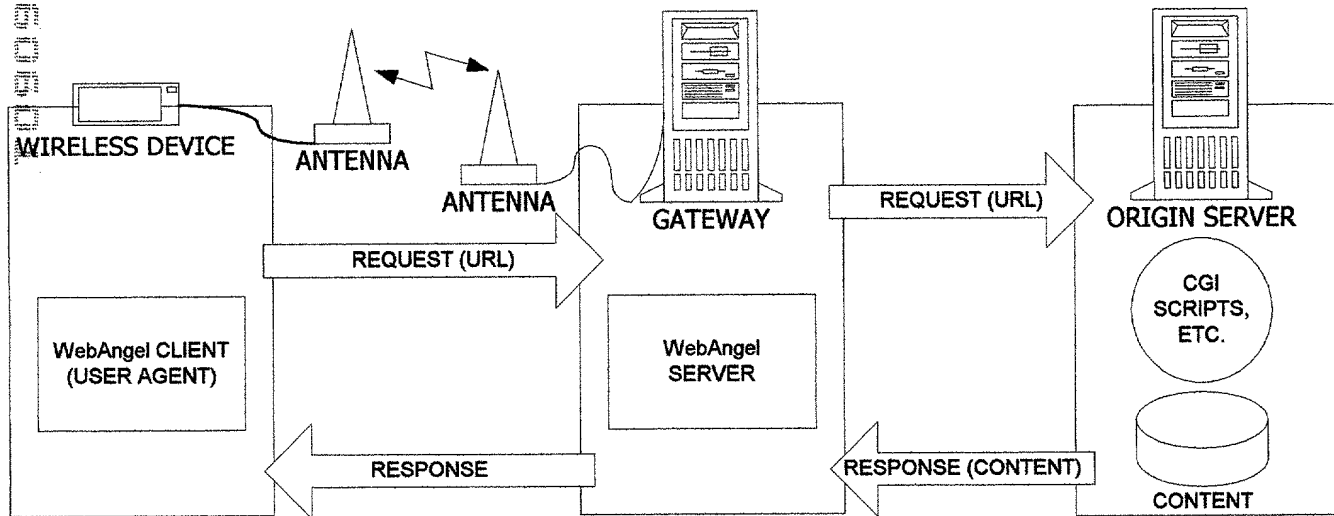 WIRELESS DEVICE
ANTENNA
ANTENNA
GATEWAY
ORIGIN SERVER
REQUEST (URL)
REQUEST (URL)
WebAngel CLIENT
(USER AGENT)
WebAngel
SERVER
CGI
SCRIPTS,
ETC.
RESPONSE
RESPONSE (CONTENT)
CONTENT